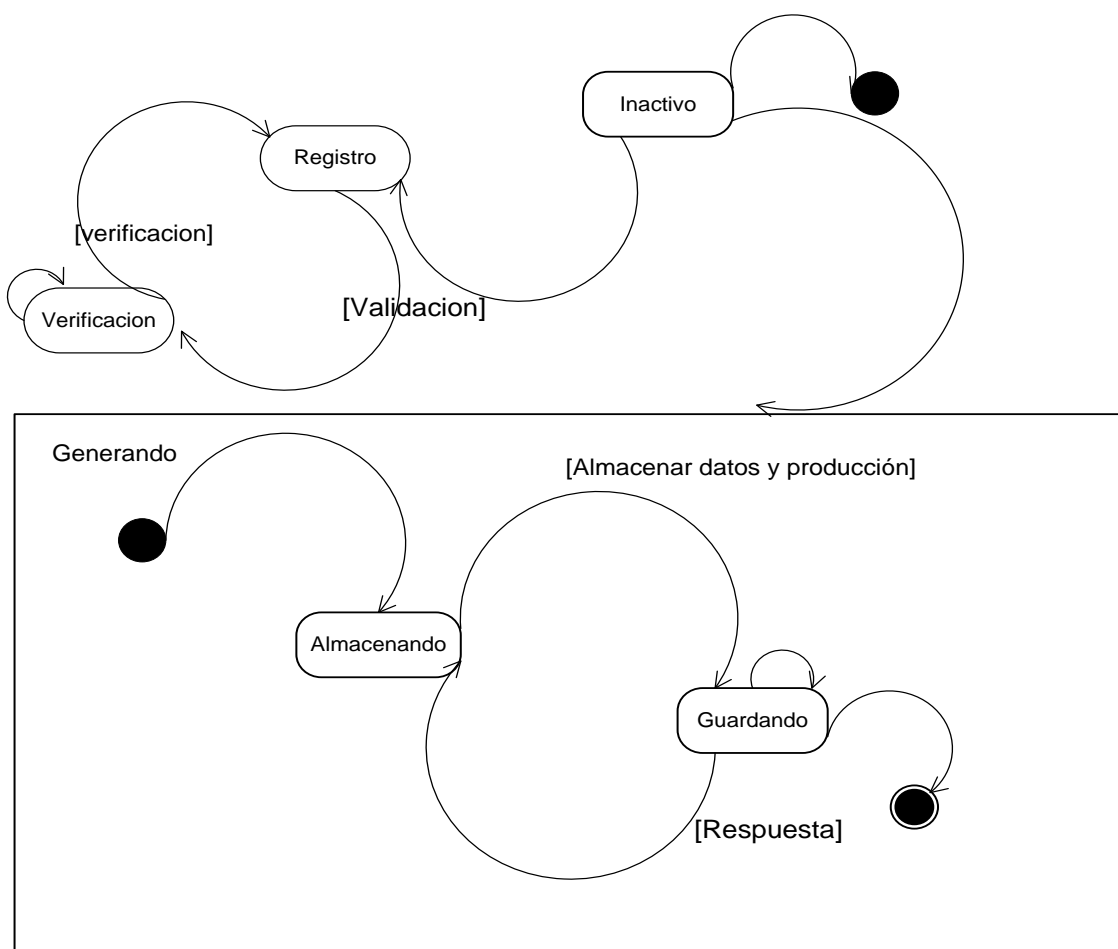 Inactivo
Registro
[verificacion]
[Validacion]
Verificacion
Generando
[Almacenar datos y producción]
Almacenando
Guardando
[Respuesta]